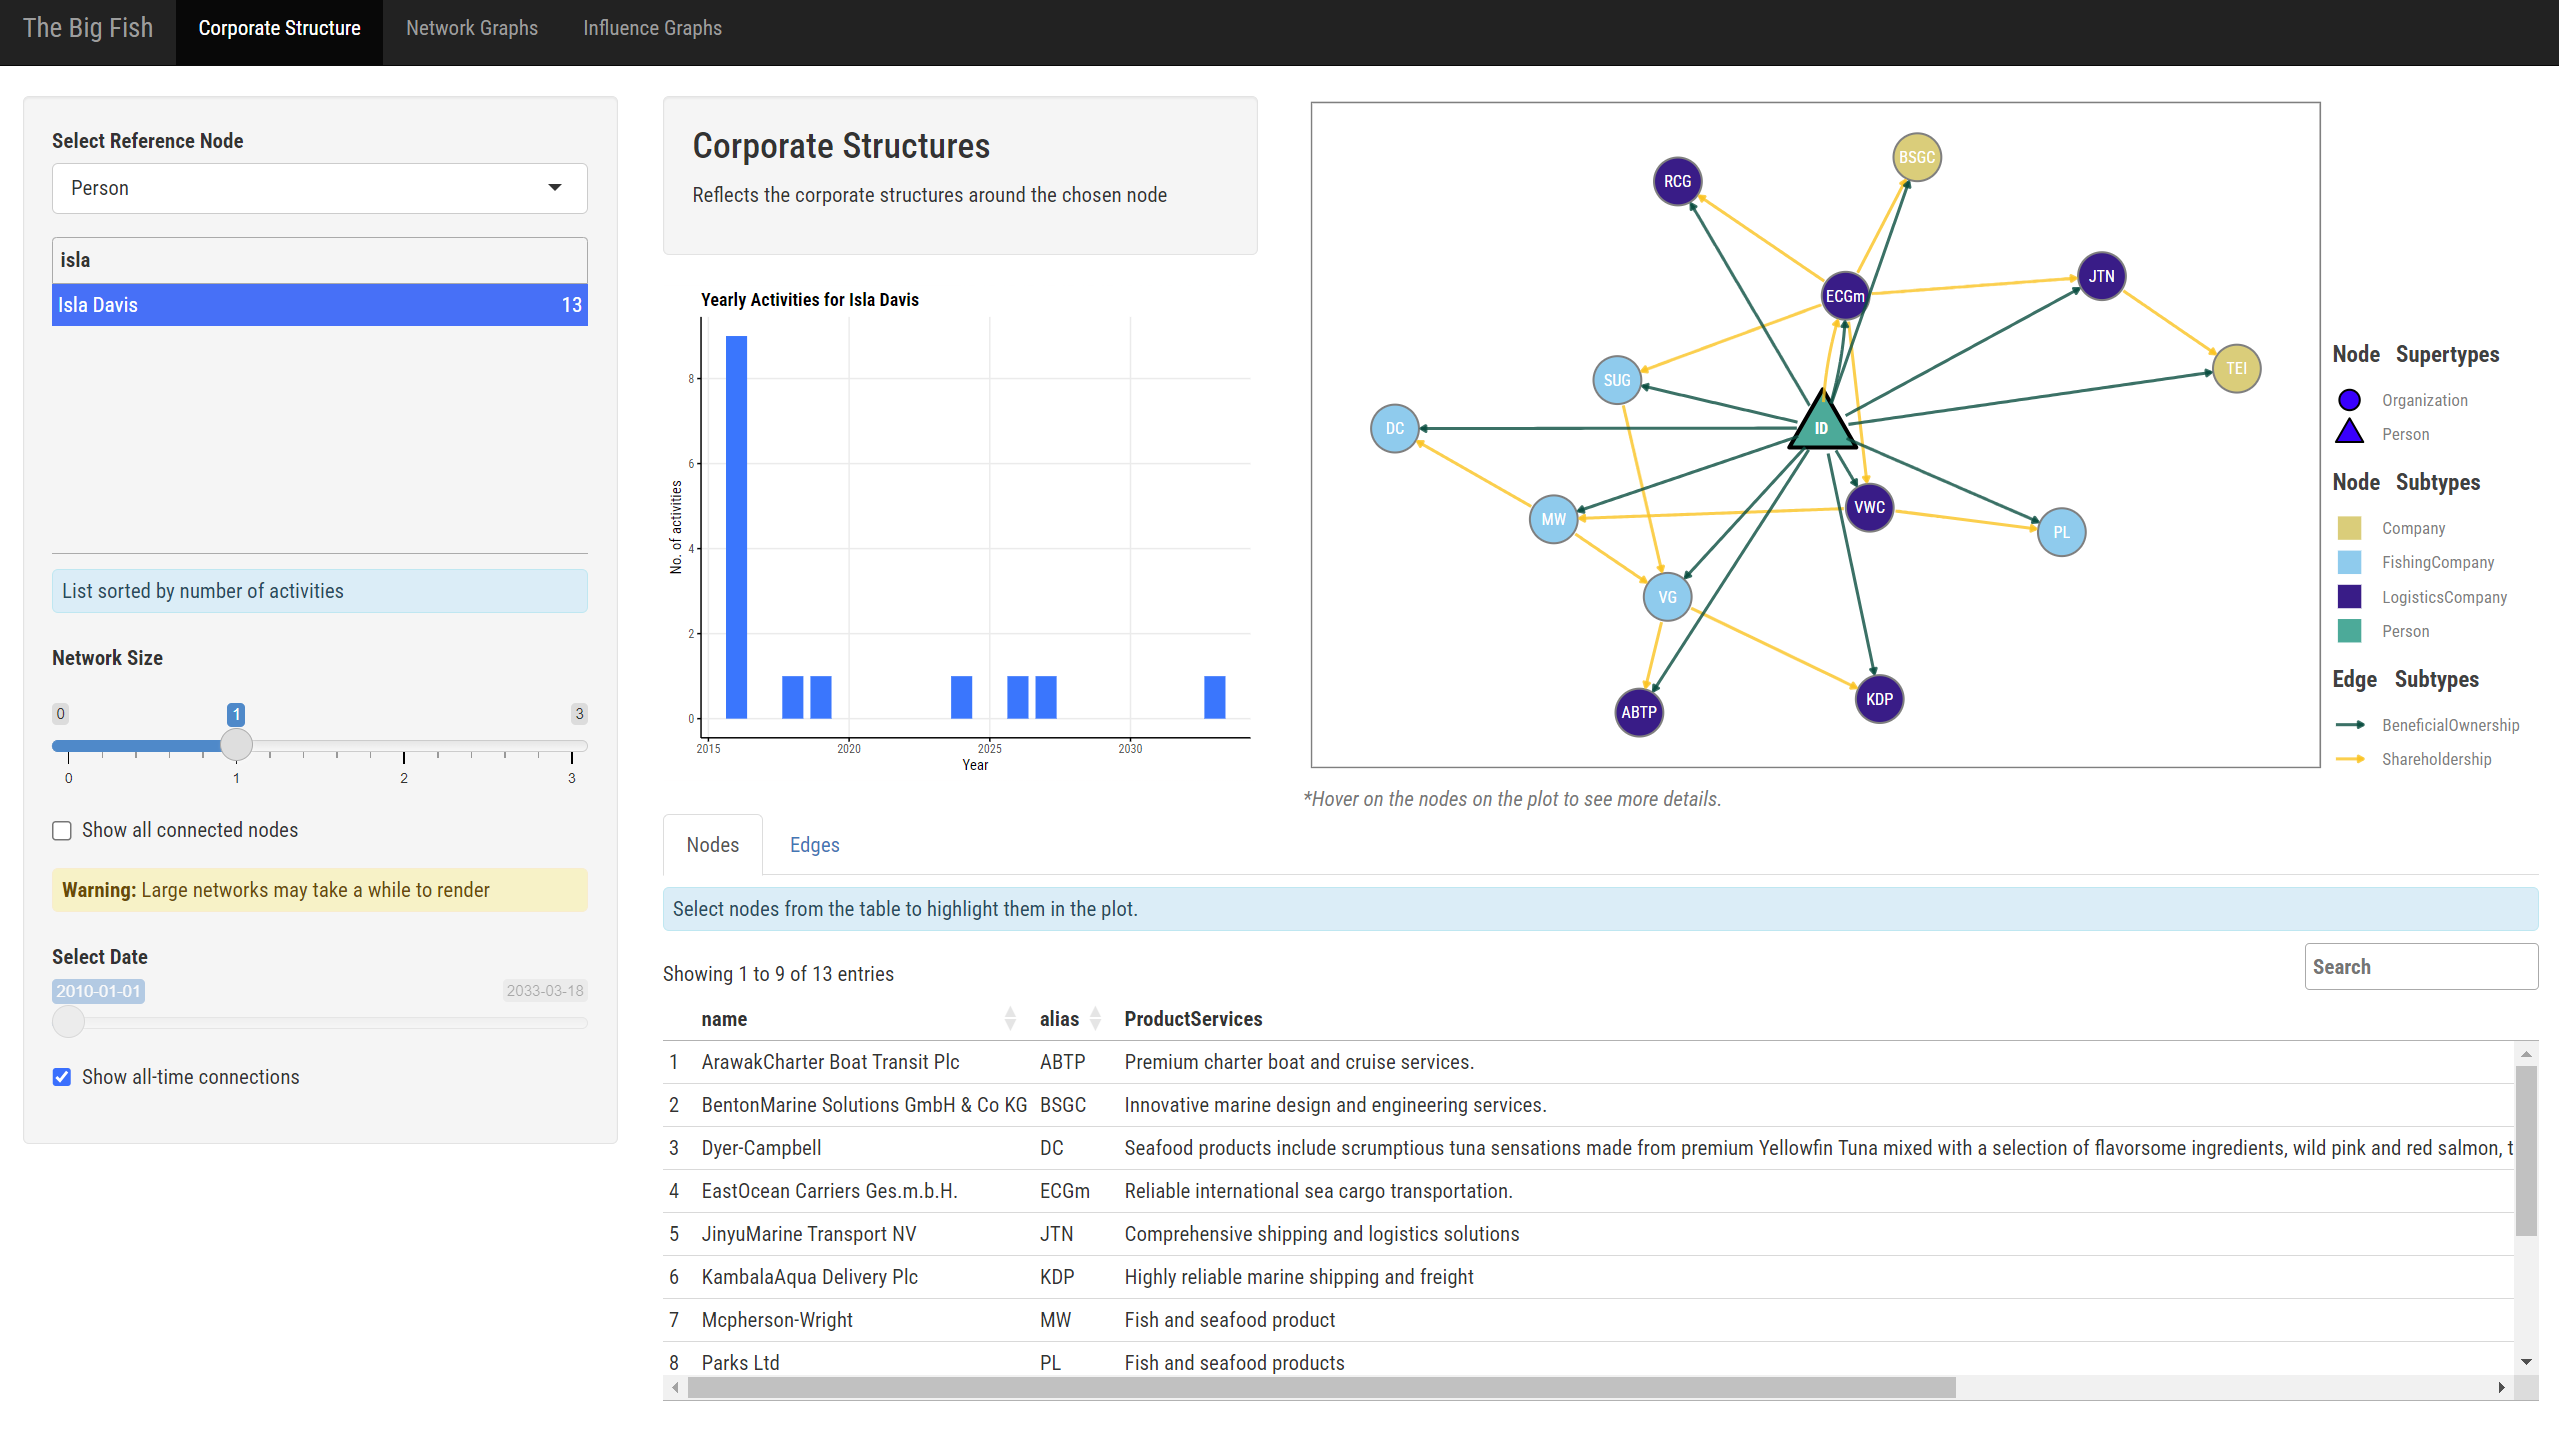 The Big Fish
Corporate Structure
Network Graphs
Influence Graphs
Select Reference Node
Person
isla
Isla Davis 13
List sorted by number of activities
Network Size
0 1 3
0 1 2 3
Show all connected nodes
Warning: Large networks may take a while to render
Select Date
2010-01-01 2033-03-18
Show all-time connections
Corporate Structures
Reflects the corporate structures around the chosen node
Yearly Activities for Isla Davis
No. of activities
8
6
4
2
0
2015 2020 2025 2030
Year
BSGC
RCG
JTN
ECGm
TEI
SUG
DC
ID
VWC
MW
PL
VG
KDP
ABTP
Node Supertypes
Organization
Person
Node Subtypes
Company
FishingCompany
LogisticsCompany
Person
Edge Subtypes
BeneficialOwnership
Shareholdership
*Hover on the nodes on the plot to see more details.
Nodes Edges
Select nodes from the table to highlight them in the plot.
Showing 1 to 9 of 13 entries
Search
name alias ProductServices
1 ArawakCharter Boat Transit Plc ABTP Premium charter boat and cruise services.
2 BentonMarine Solutions GmbH & Co KG BSGC Innovative marine design and engineering services.
3 Dyer-Campbell DC Seafood products include scrumptious tuna sensations made from premium Yellowfin Tuna mixed with a selection of flavorsome ingredients, wild pink and red salmon, t
4 EastOcean Carriers Ges.m.b.H. ECGm Reliable international sea cargo transportation.
5 JinyuMarine Transport NV JTN Comprehensive shipping and logistics solutions
6 KambalaAqua Delivery Plc KDP Highly reliable marine shipping and freight
7 Mcpherson-Wright MW Fish and seafood product
8 Parks Ltd PL Fish and seafood products